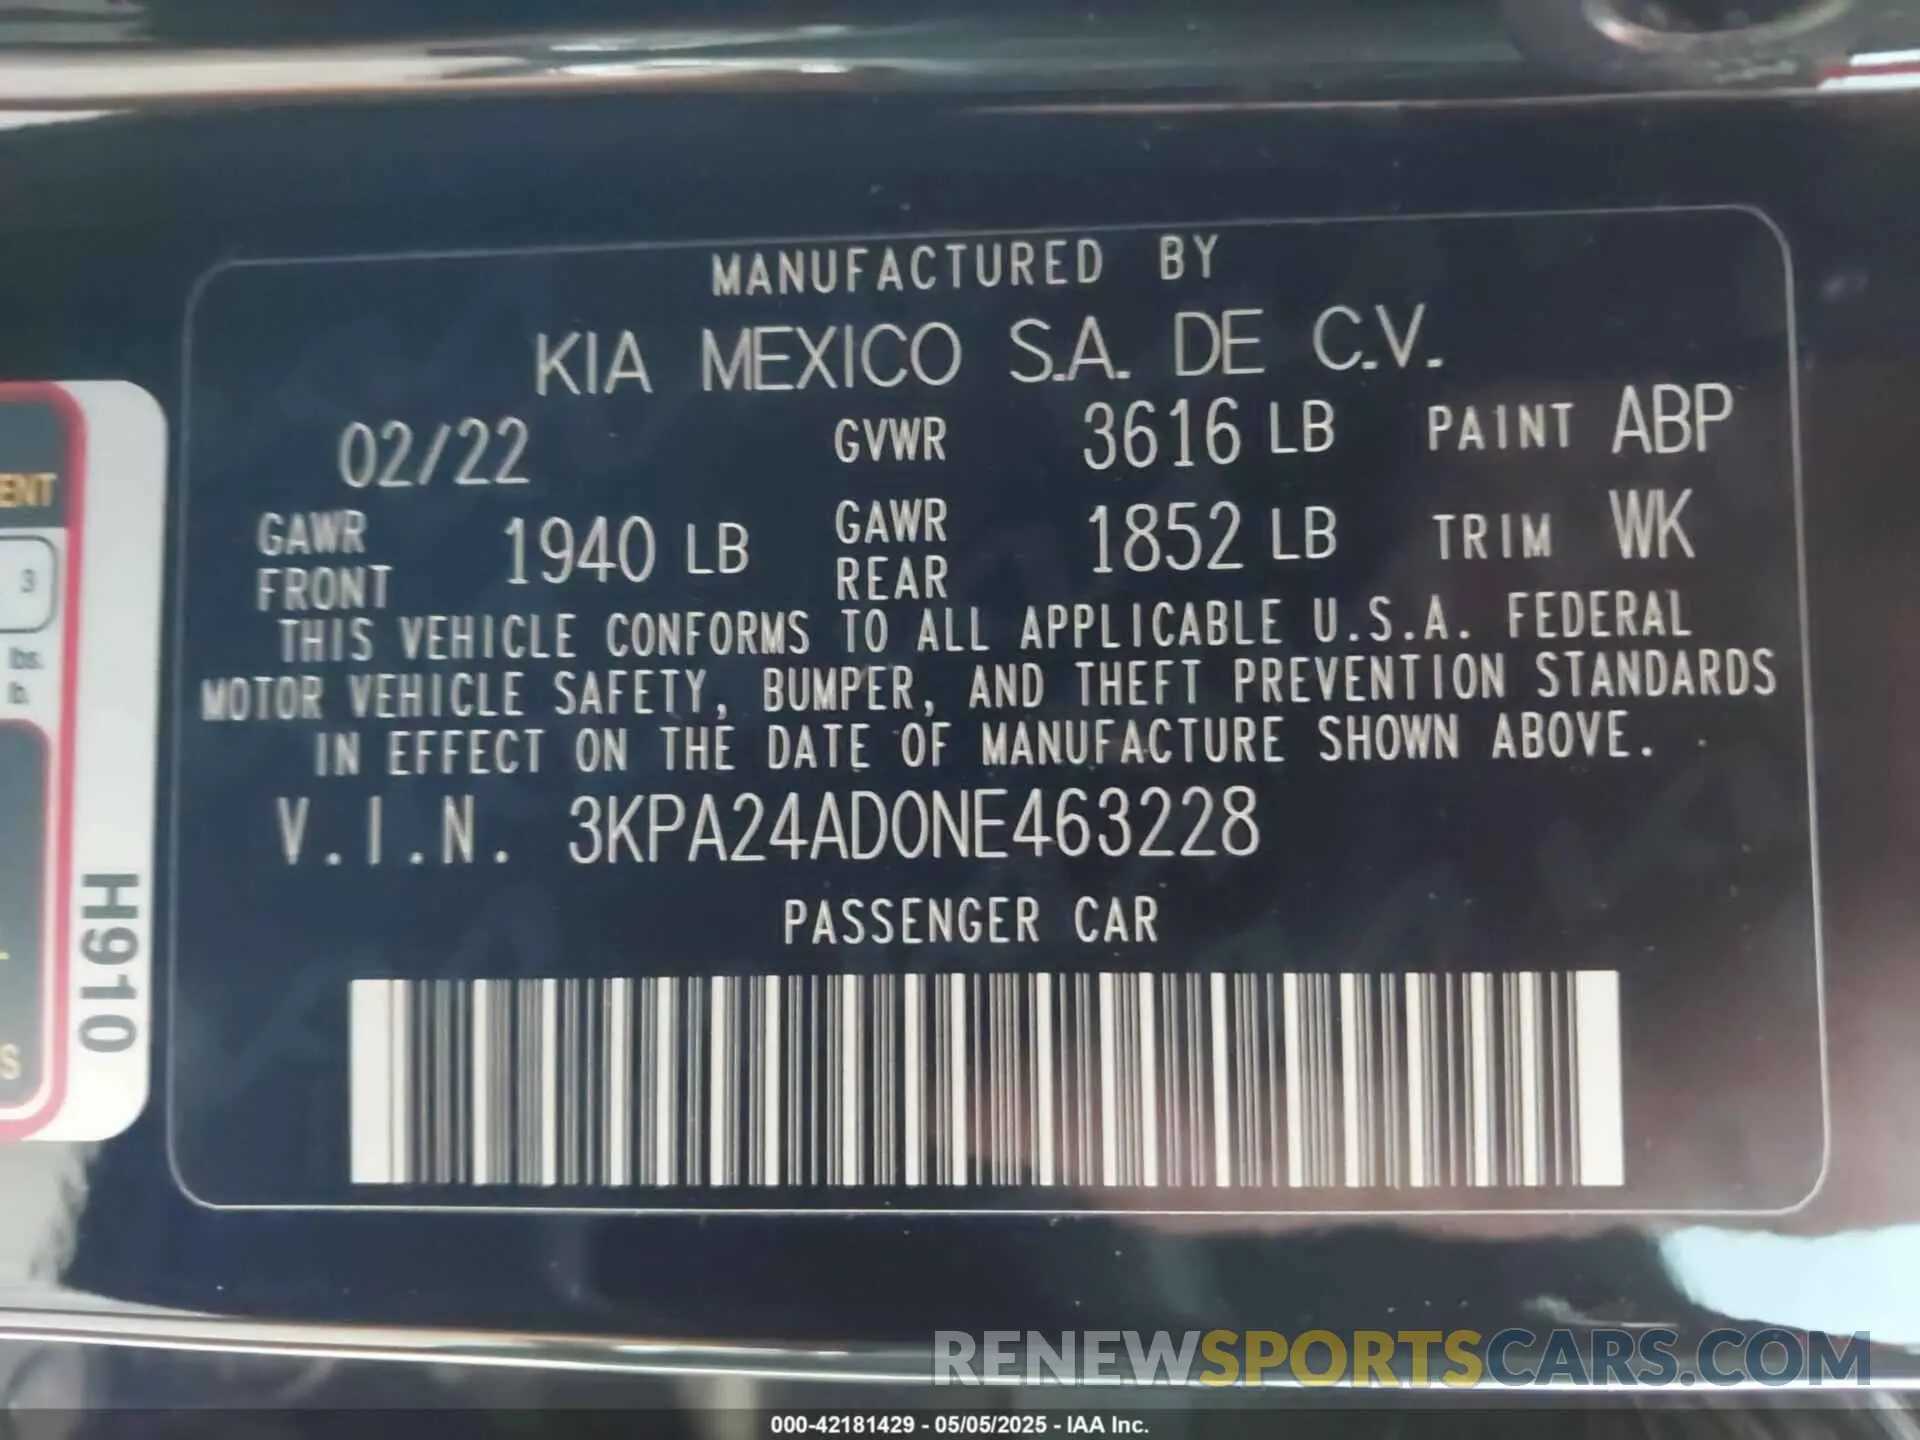 MANUFACTURED BY
KIA MEXICO S.A. DE C.V.
02/22 GVWR 3616 LB PAINT ABP
GAWR FRONT 1940 LB GAWR REAR 1852 LB TRIM WK
THIS VEHICLE CONFORMS TO ALL APPLICABLE U.S.A. FEDERAL
MOTOR VEHICLE SAFETY, BUMPER, AND THEFT PREVENTION STANDARDS
IN EFFECT ON THE DATE OF MANUFACTURE SHOWN ABOVE.
V.I.N. 3KPA24AD0NE463228
PASSENGER CAR
3
lbs.
lb.
H910
RENEWSPORTSCARS.COM
000-42181429 - 05/05/2025 - IAA Inc.